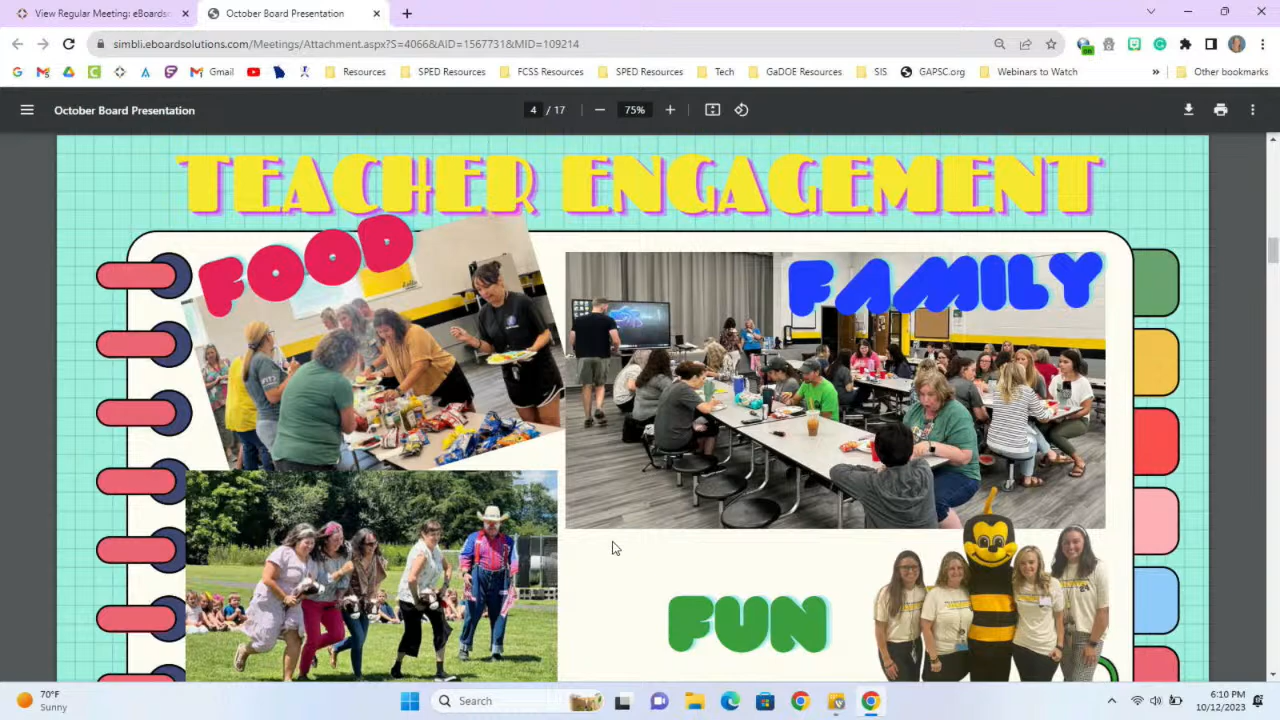 View Regular Meeting: eBoardso
October Board Presentation
simbli.eboardsolutions.com/Meetings/Attachment.aspx?S=4066&AID=1567731&MID=109214
Gmail
Resources
SPED Resources
FCSS Resources
SPED Resources
Tech
GaDOE Resources
SIS
GAPSC.org
Webinars to Watch
»
Other bookmarks
October Board Presentation
4 / 17
75%
TEACHER ENGAGEMENT
FOOD
FAMILY
FUN
70°F
Sunny
Search
6:10 PM
10/12/2023